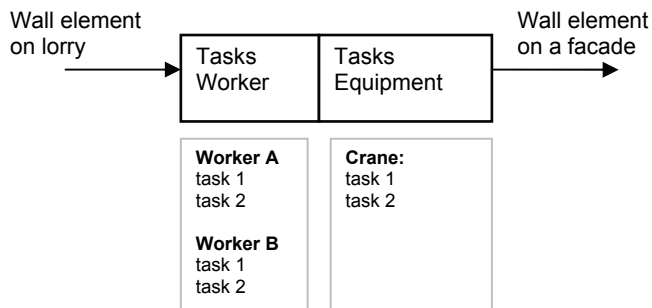 Wall element
on lorry
Tasks
Worker
Tasks
Equipment
Wall element
on a facade
Worker A
task 1
task 2
Worker B
task 1
task 2
Crane:
task 1
task 2